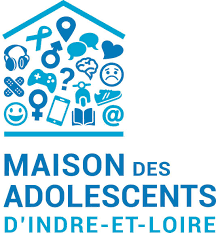 ?
@
MAISON DES
ADOLESCENTS
D'INDRE-ET-LOIRE